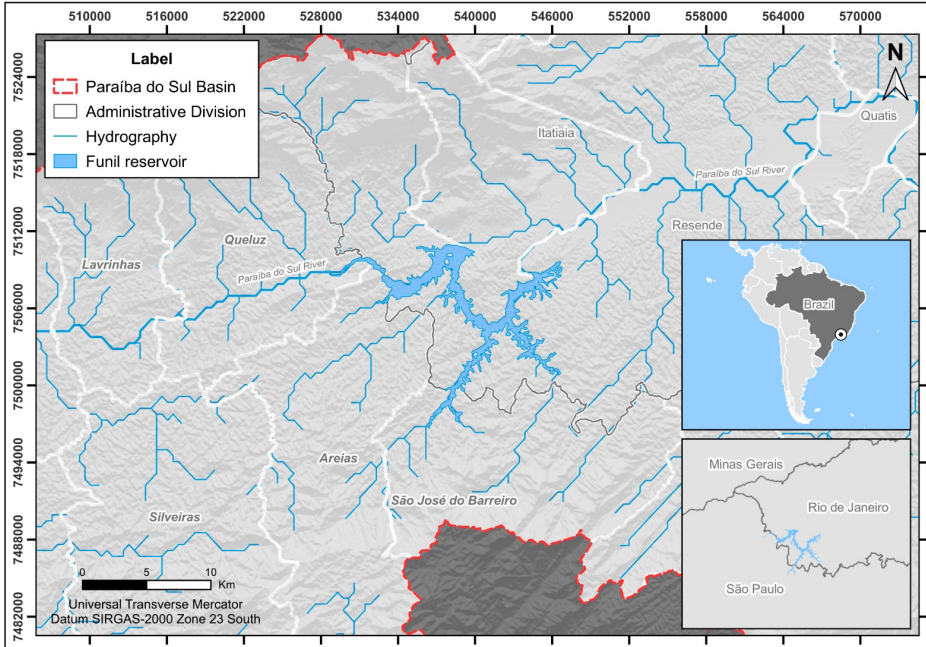 510000 516000 522000 528000 534000 540000 546000 552000 558000 564000 570000
7524000
7518000
7512000
7506000
7500000
7494000
7488000
7482000
Label
Paraíba do Sul Basin
Administrative Division
Hydrography
Funil reservoir
N
Quatis
Itatiaia
Paraíba do Sul River
Resende
Queluz
Lavrinhas
Paraíba do Sul River
Brazil
Areias
São José do Barreiro
Silveiras
Minas Gerais
Rio de Janeiro
São Paulo
0 5 10
Km
Universal Transverse Mercator
Datum SIRGAS-2000 Zone 23 South